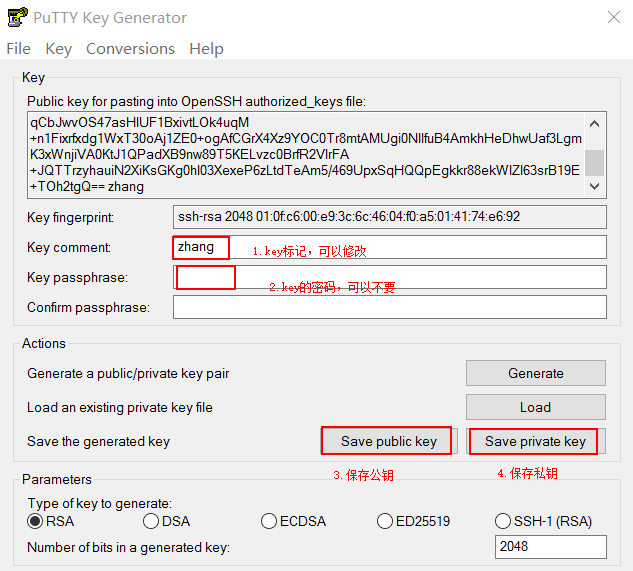 PuTTY Key Generator
File Key Conversions Help
Key
Public key for pasting into OpenSSH authorized_keys file:
qCbJwvOS47asHIUF1BxivtLOk4uqM
+n1Fixrfxdg1WxT30oAj1ZE0+ogAfCGrX4Xz9YOC0Tr8mtAMUgi0NIlfuB4AmkhHeDhwUaf3Lgm
K3xWnjiVA0KtJ1QPadXB9nw89T5KELvzc0BrfR2VlrFA
+JQTTrzyhauiN2XiKsGKg0hl03XexeP6zLtdTeAm5/469UpxSqHQQpEgkkr88ekWIZl63srB19E
+TOh2tgQ== zhang
Key fingerprint: ssh-rsa 2048 01:0f:c6:00:e9:3c:6c:46:04:f0:a5:01:41:74:e6:92
Key comment: zhang 1.key标记，可以修改
Key passphrase: 2.key的密码，可以不要
Confirm passphrase:
Actions
Generate a public/private key pair Generate
Load an existing private key file Load
Save the generated key Save public key Save private key
3.保存公钥 4.保存私钥
Parameters
Type of key to generate:
RSA DSA ECDSA ED25519 SSH-1 (RSA)
Number of bits in a generated key: 2048